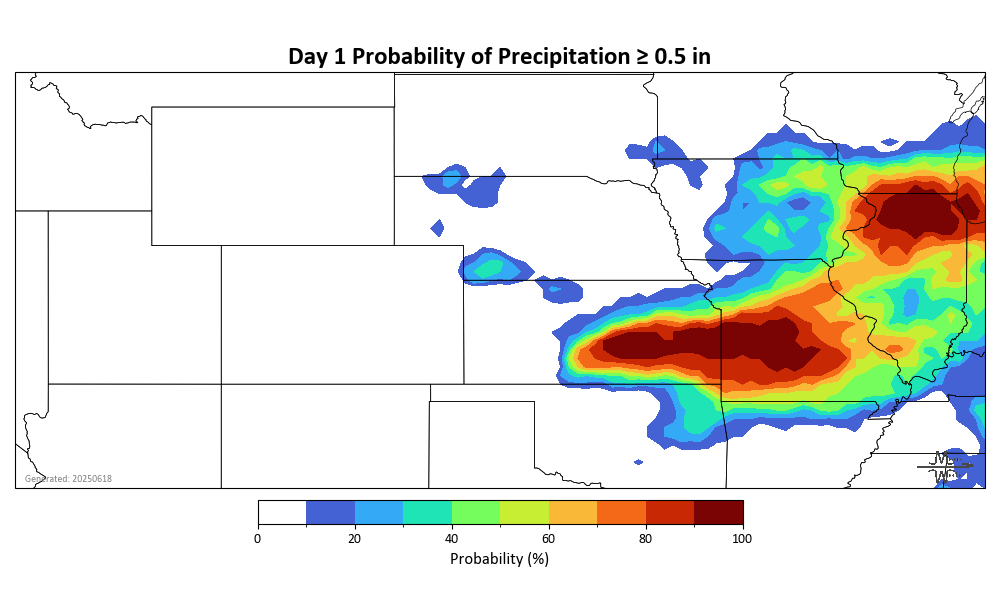 Day 1 Probability of Precipitation ≥ 0.5 in
Generated: 20250618
0 20 40 60 80 100
Probability (%)